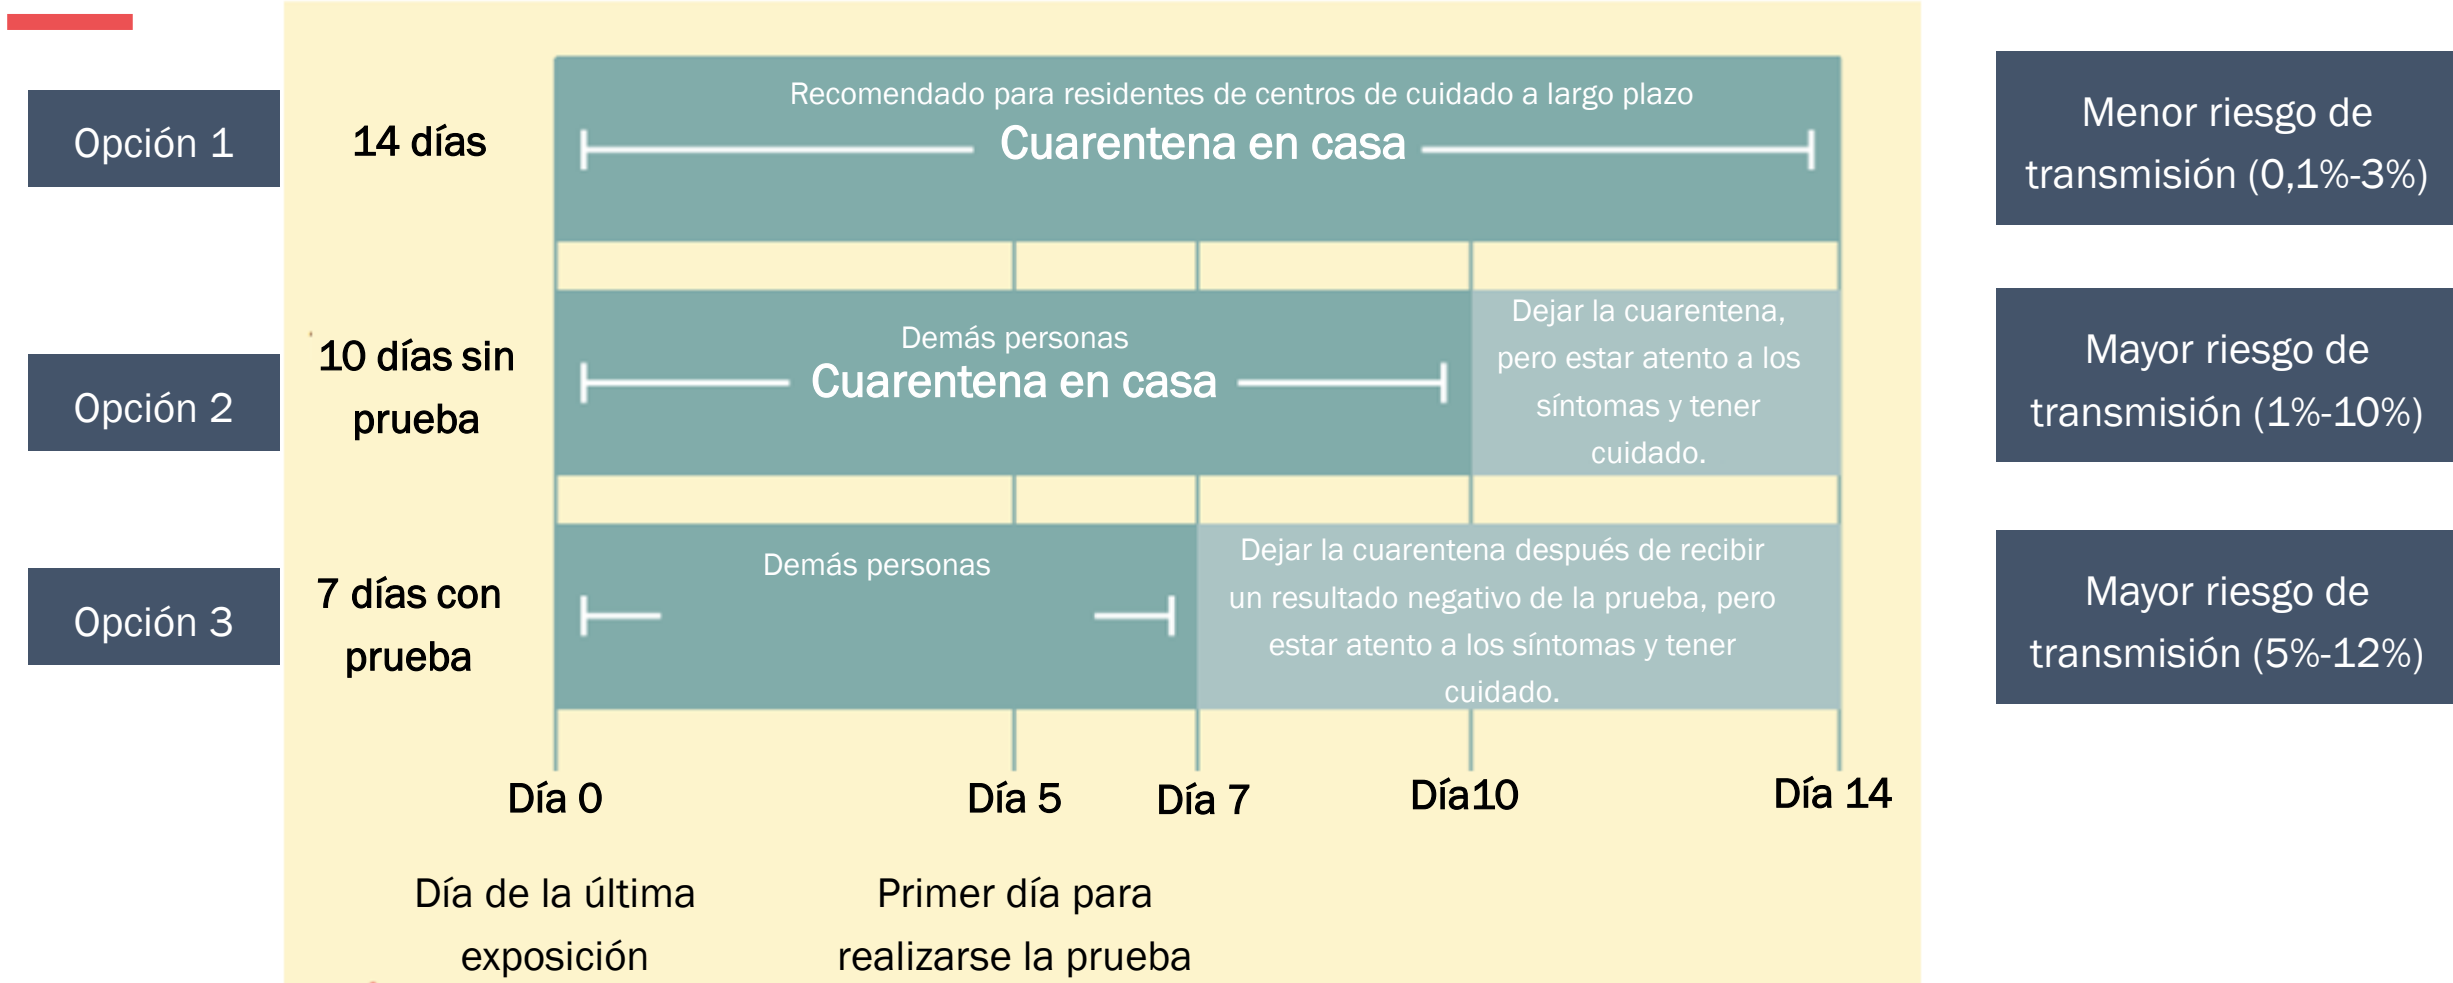 Opción 1
14 días
Recomendado para residentes de centros de cuidado a largo plazo
Cuarentena en casa
Menor riesgo de
transmisión (0,1%-3%)
Opción 2
10 días sin
prueba
Demás personas
Cuarentena en casa
Dejar la cuarentena,
pero estar atento a los
síntomas y tener
cuidado.
Mayor riesgo de
transmisión (1%-10%)
Opción 3
7 días con
prueba
Demás personas
Dejar la cuarentena después de recibir
un resultado negativo de la prueba, pero
estar atento a los síntomas y tener
cuidado.
Mayor riesgo de
transmisión (5%-12%)
Día 0
Día 5
Día 7
Día10
Día 14
Día de la última
exposición
Primer día para
realizarse la prueba